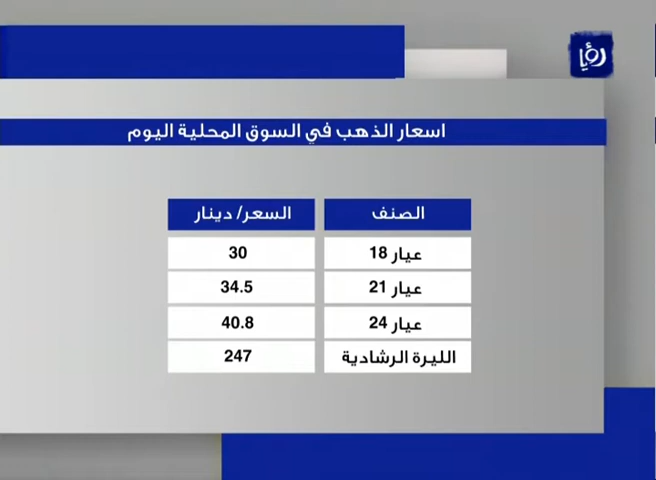 رؤيا
اسعار الذهب في السوق المحلية اليوم
الصنف السعر/ دينار
عيار 18 30
عيار 21 34.5
عيار 24 40.8
الليرة الرشادية 247